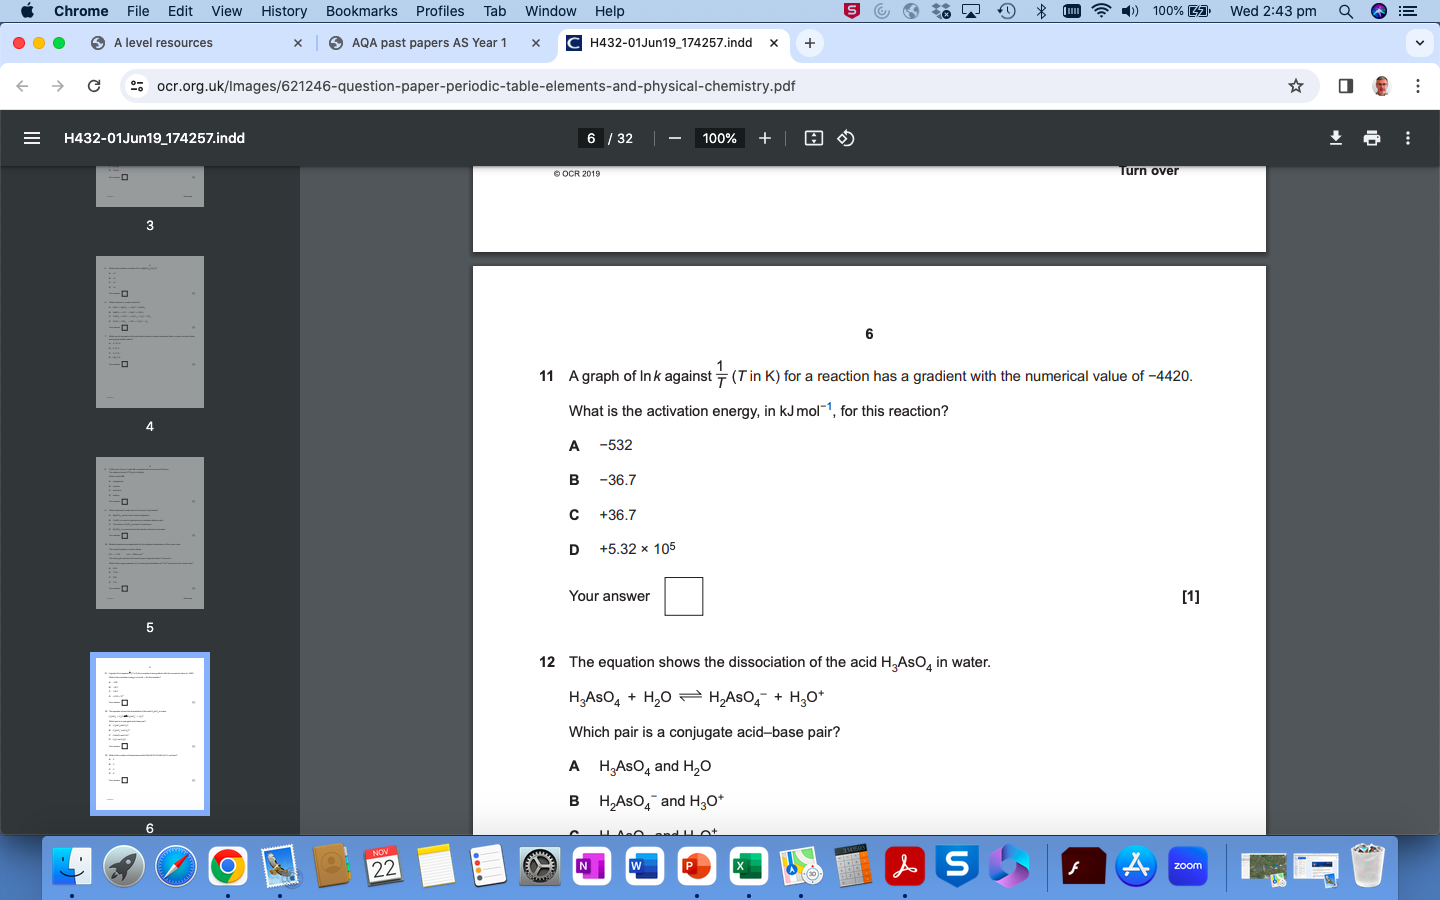 Chrome File Edit View History Bookmarks Profiles Tab Window Help 100% Wed 2:43 pm
A level resources AQA past papers AS Year 1 H432-01Jun19_174257.indd
ocr.org.uk/Images/621246-question-paper-periodic-table-elements-and-physical-chemistry.pdf
H432-01Jun19_174257.indd 6 / 32 100%
3
4
5
6
© OCR 2019 Turn over
6
11 A graph of ln k against 1/T (T in K) for a reaction has a gradient with the numerical value of −4420.
What is the activation energy, in kJ mol⁻¹, for this reaction?
A −532
B −36.7
C +36.7
D +5.32 × 10⁵
Your answer [1]
12 The equation shows the dissociation of the acid H₃AsO₄ in water.
H₃AsO₄ + H₂O ⇌ H₂AsO₄⁻ + H₃O⁺
Which pair is a conjugate acid–base pair?
A H₃AsO₄ and H₂O
B H₂AsO₄⁻ and H₃O⁺
NOV
22
zoom